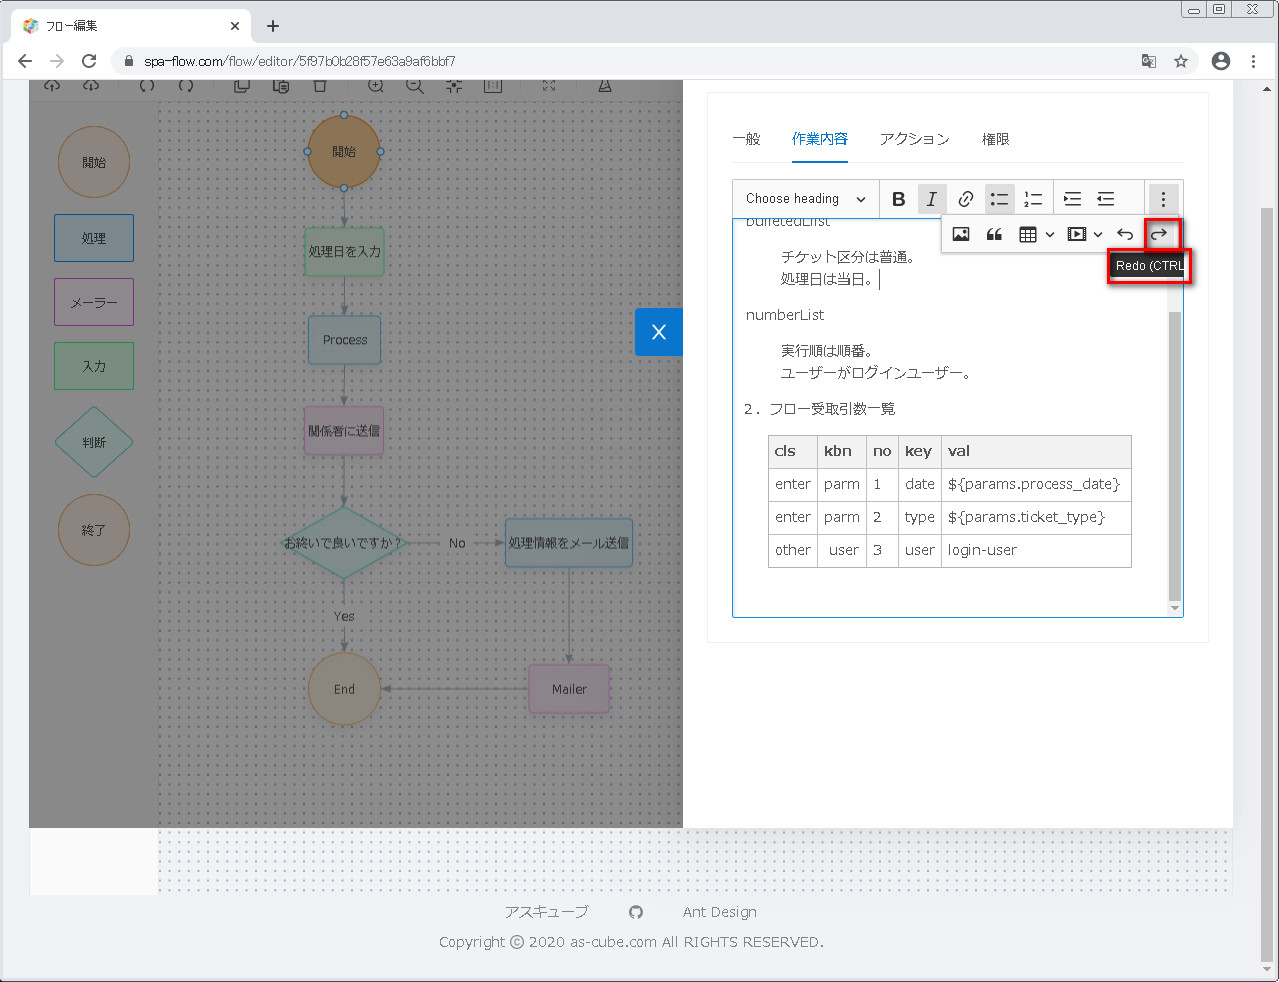 フロー編集
spa-flow.com/flow/editor/5f97b0b28f57e63a9af6bbf7
1:1
開始
処理
メーラー
入力
判断
終了
開始
処理日を入力
Process
関係者に送信
お終いで良いですか？
No
処理情報をメール送信
Yes
End
Mailer
X
一般
作業内容
アクション
権限
Choose heading
B
I
Redo (CTRL
bulletedList
チケット区分は普通。
処理日は当日。
numberList
実行順は順番。
ユーザーがログインユーザー。
２．フロー受取引数一覧
cls kbn no key val
enter parm 1 date ${params.process_date}
enter parm 2 type ${params.ticket_type}
other user 3 user login-user
アスキューブ
Ant Design
Copyright © 2020 as-cube.com All RIGHTS RESERVED.